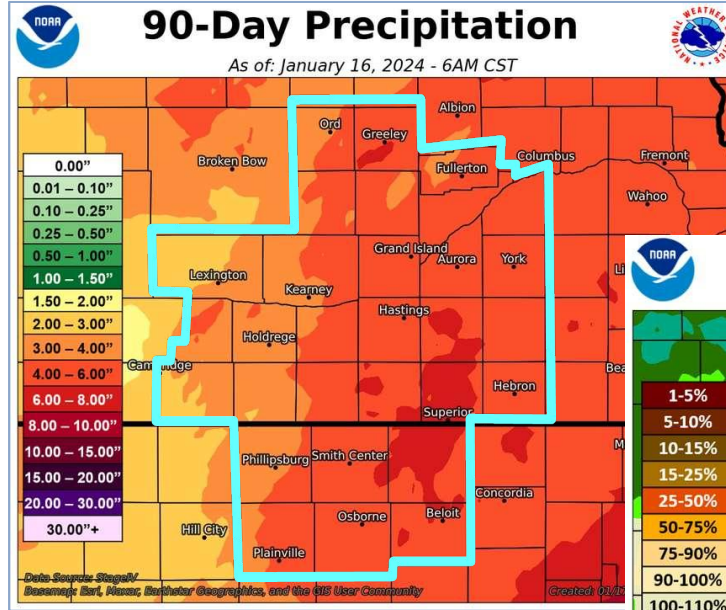 NOAA
90-Day Precipitation
As of: January 16, 2024 - 6AM CST
Albion
Ord
Greeley
Broken Bow
Columbus
Fremont
Fullerton
Wahoo
Grand Island
Aurora
York
Lexington
Kearney
Hastings
Holdrege
Hebron
Superior
Phillipsburg
Smith Center
Concordia
Hill City
Osborne
Beloit
Plainville
0.00”
0.01 – 0.10”
0.10 – 0.25”
0.25 – 0.50”
0.50 – 1.00”
1.00 – 1.50”
1.50 – 2.00”
2.00 – 3.00”
3.00 – 4.00”
4.00 – 6.00”
6.00 – 8.00”
8.00 – 10.00”
10.00 – 15.00”
15.00 – 20.00”
20.00 – 30.00”
30.00”+
Data Source: StageIV
Basemap: Esri, Maxar, Earthstar Geographics, and the GIS User Community
Created: 01/1
NOAA
1-5%
5-10%
10-15%
15-25%
25-50%
50-75%
75-90%
90-100%
100-110%